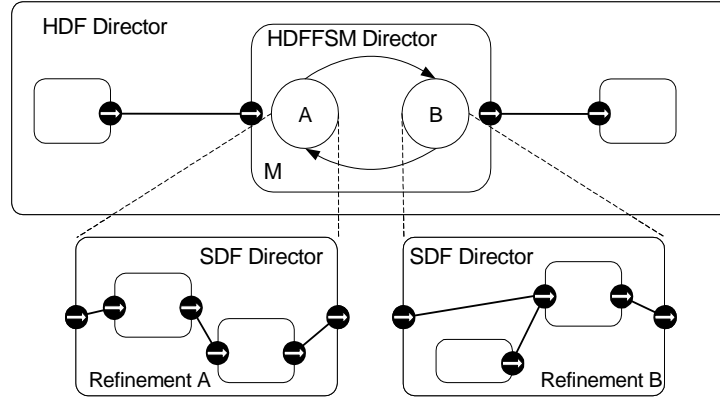 HDF Director
HDFFSM Director
A
B
M
SDF Director
SDF Director
Refinement A
Refinement B